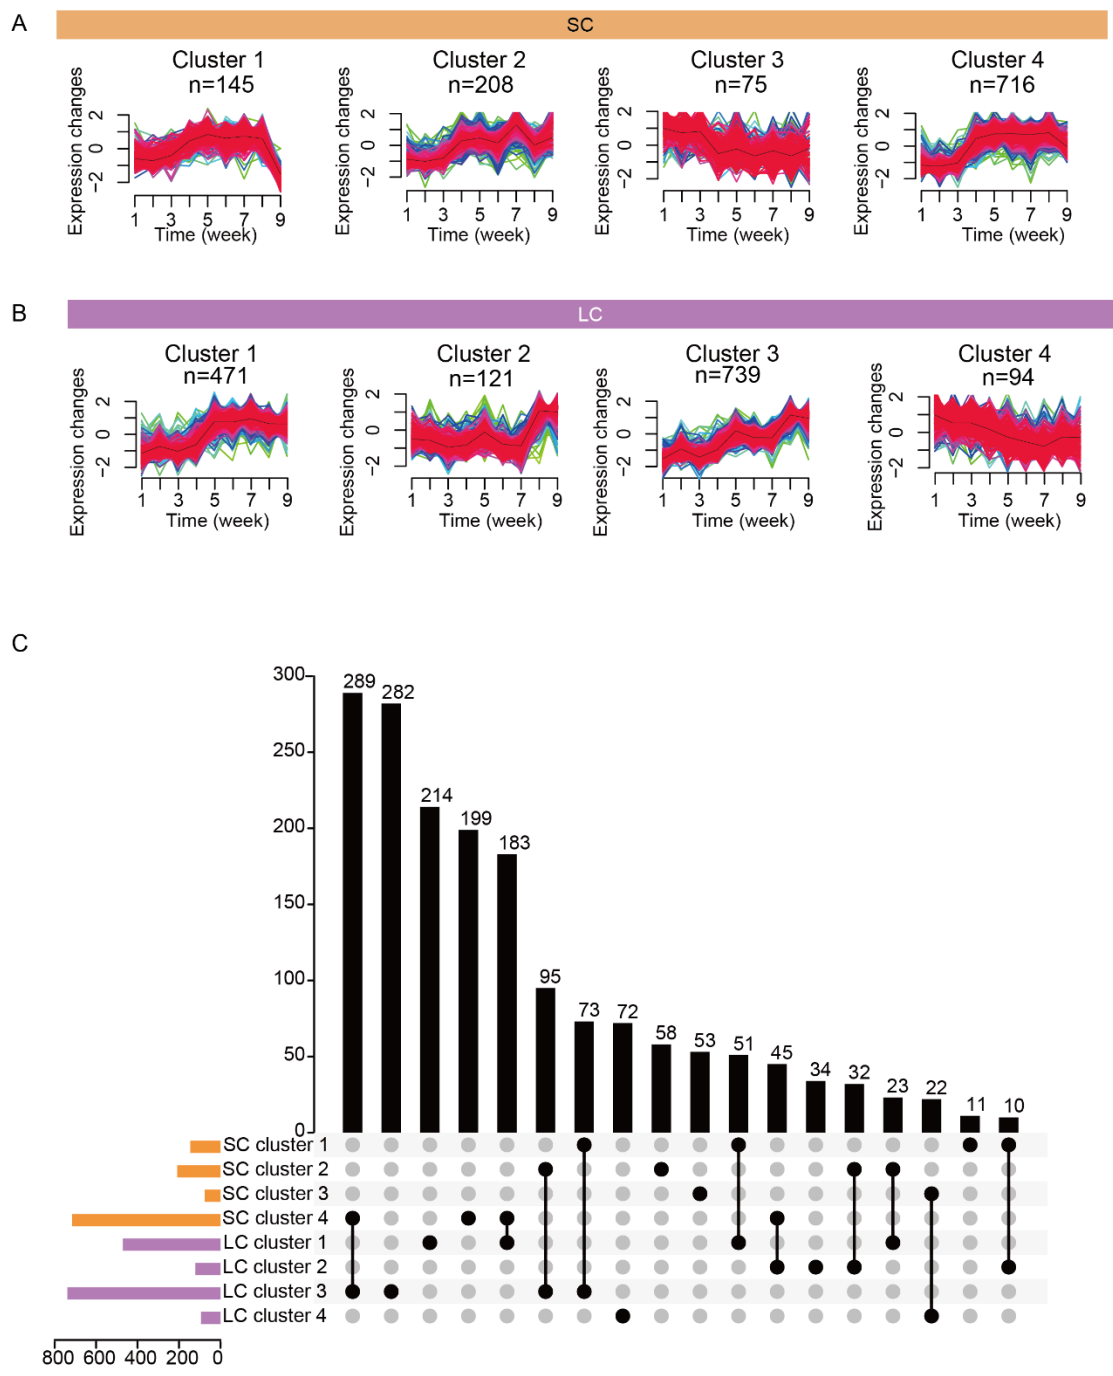 A
SC
Cluster 1
n=145
Cluster 2
n=208
Cluster 3
n=75
Cluster 4
n=716
Expression changes
2
0
−2
1 3 5 7 9
Time (week)
Expression changes
2
0
−2
1 3 5 7 9
Time (week)
Expression changes
2
0
−2
1 3 5 7 9
Time (week)
Expression changes
2
0
−2
1 3 5 7 9
Time (week)
B
LC
Cluster 1
n=471
Cluster 2
n=121
Cluster 3
n=739
Cluster 4
n=94
Expression changes
2
0
−2
1 3 5 7 9
Time (week)
Expression changes
2
0
−2
1 3 5 7 9
Time (week)
Expression changes
2
0
−2
1 3 5 7 9
Time (week)
Expression changes
2
0
−2
1 3 5 7 9
Time (week)
C
300
250
200
150
100
50
0
289 282 214 199 183 95 73 72 58 53 51 45 34 32 23 22 11 10
SC cluster 1
SC cluster 2
SC cluster 3
SC cluster 4
LC cluster 1
LC cluster 2
LC cluster 3
LC cluster 4
800 600 400 200 0